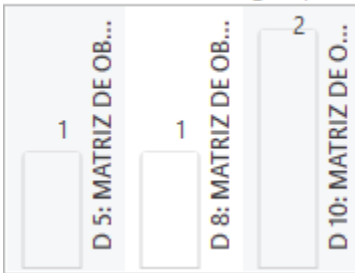 1
D 5: MATRIZ DE OB...
1
D 8: MATRIZ DE OB...
2
D 10: MATRIZ DE O...